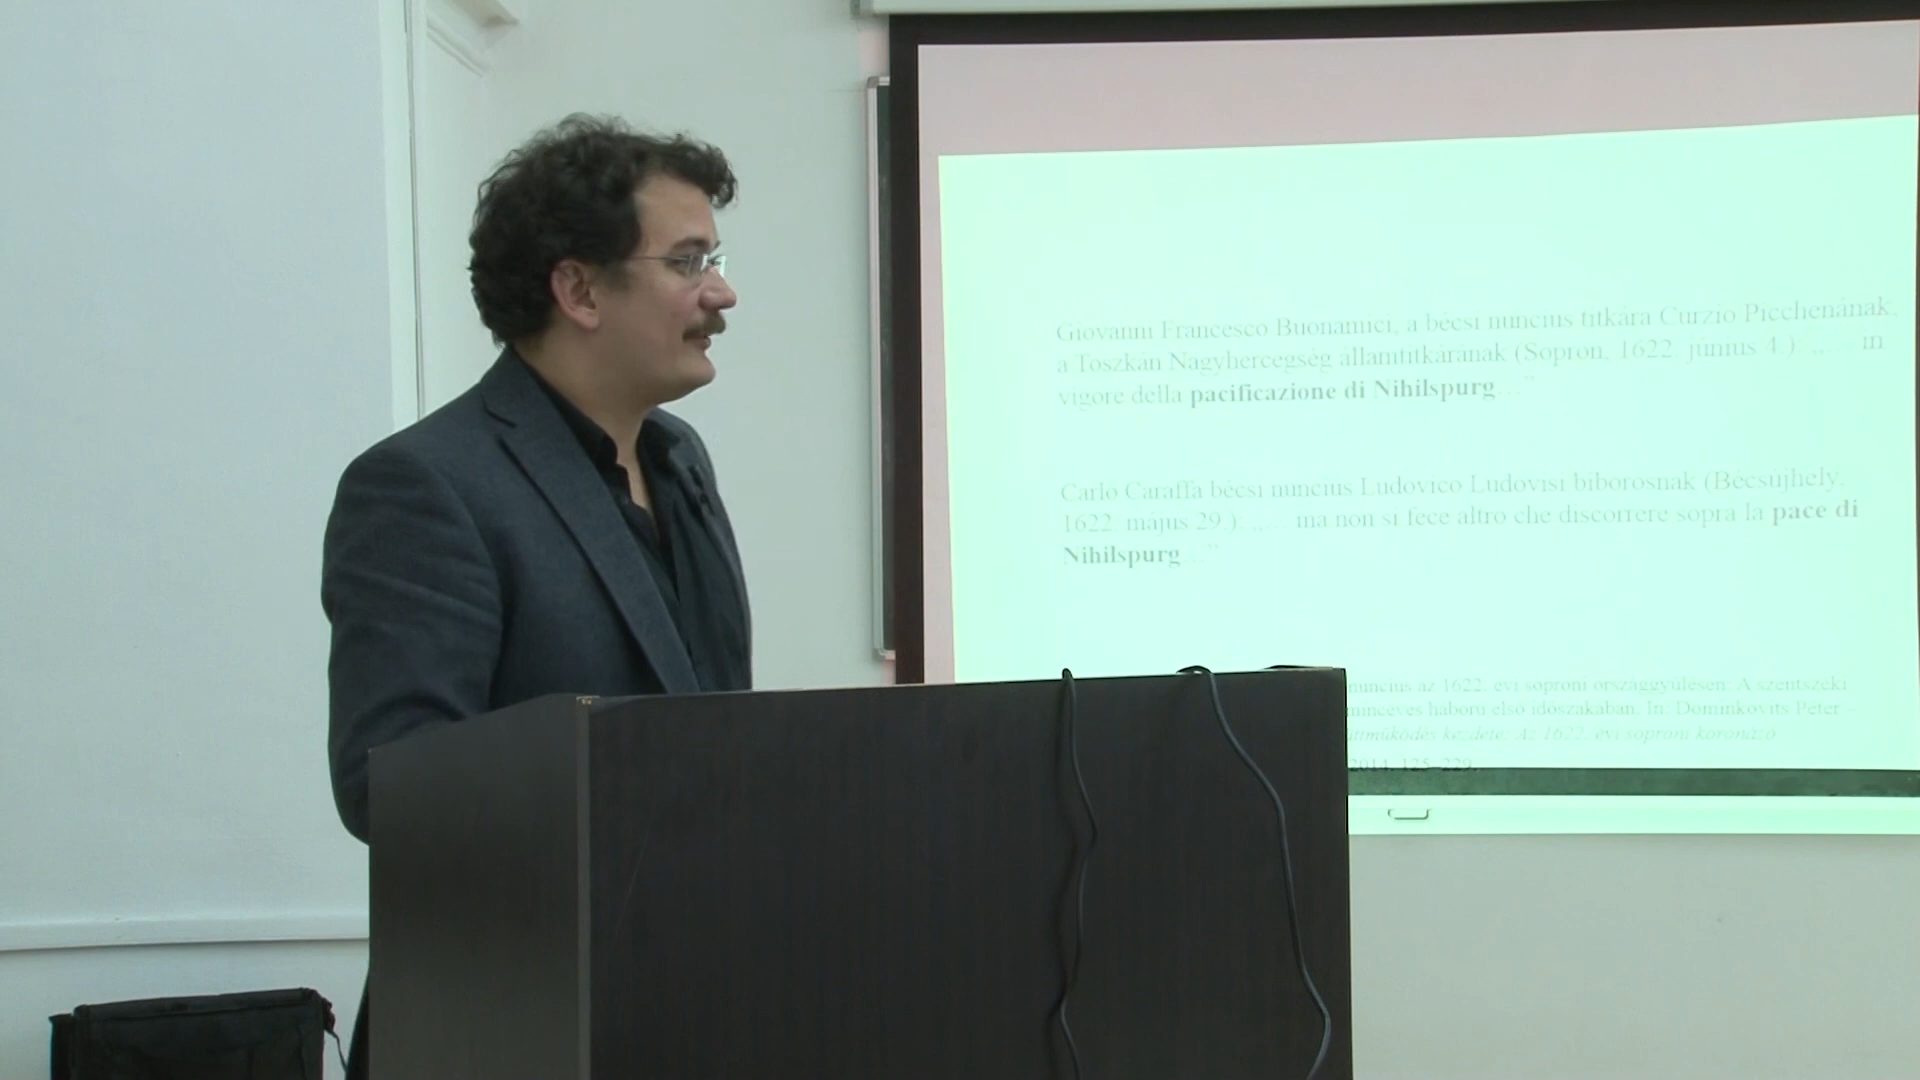 Giovanni Francesco Buonamici, a bécsi nuncius titkára Curzio Picchenának,
a Toszkán Nagyhercegség államtitkárának (Sopron, 1622. június 4.): „… in
vigore della pacificazione di Nihilspurg…”
Carlo Caraffa bécsi nuncius Ludovico Ludovisi bíborosnak (Bécsújhely,
1622. május 29.): „… ma non si fece altro che discorrere sopra la pace di
Nihilspurg…”
nuncius az 1622. évi soproni országgyűlésen: A szentszéki
mincéves háború első időszakában. In: Dominkovits Péter –
kezdete: Az 1622. évi soproni koronázó
2014. 125–229.